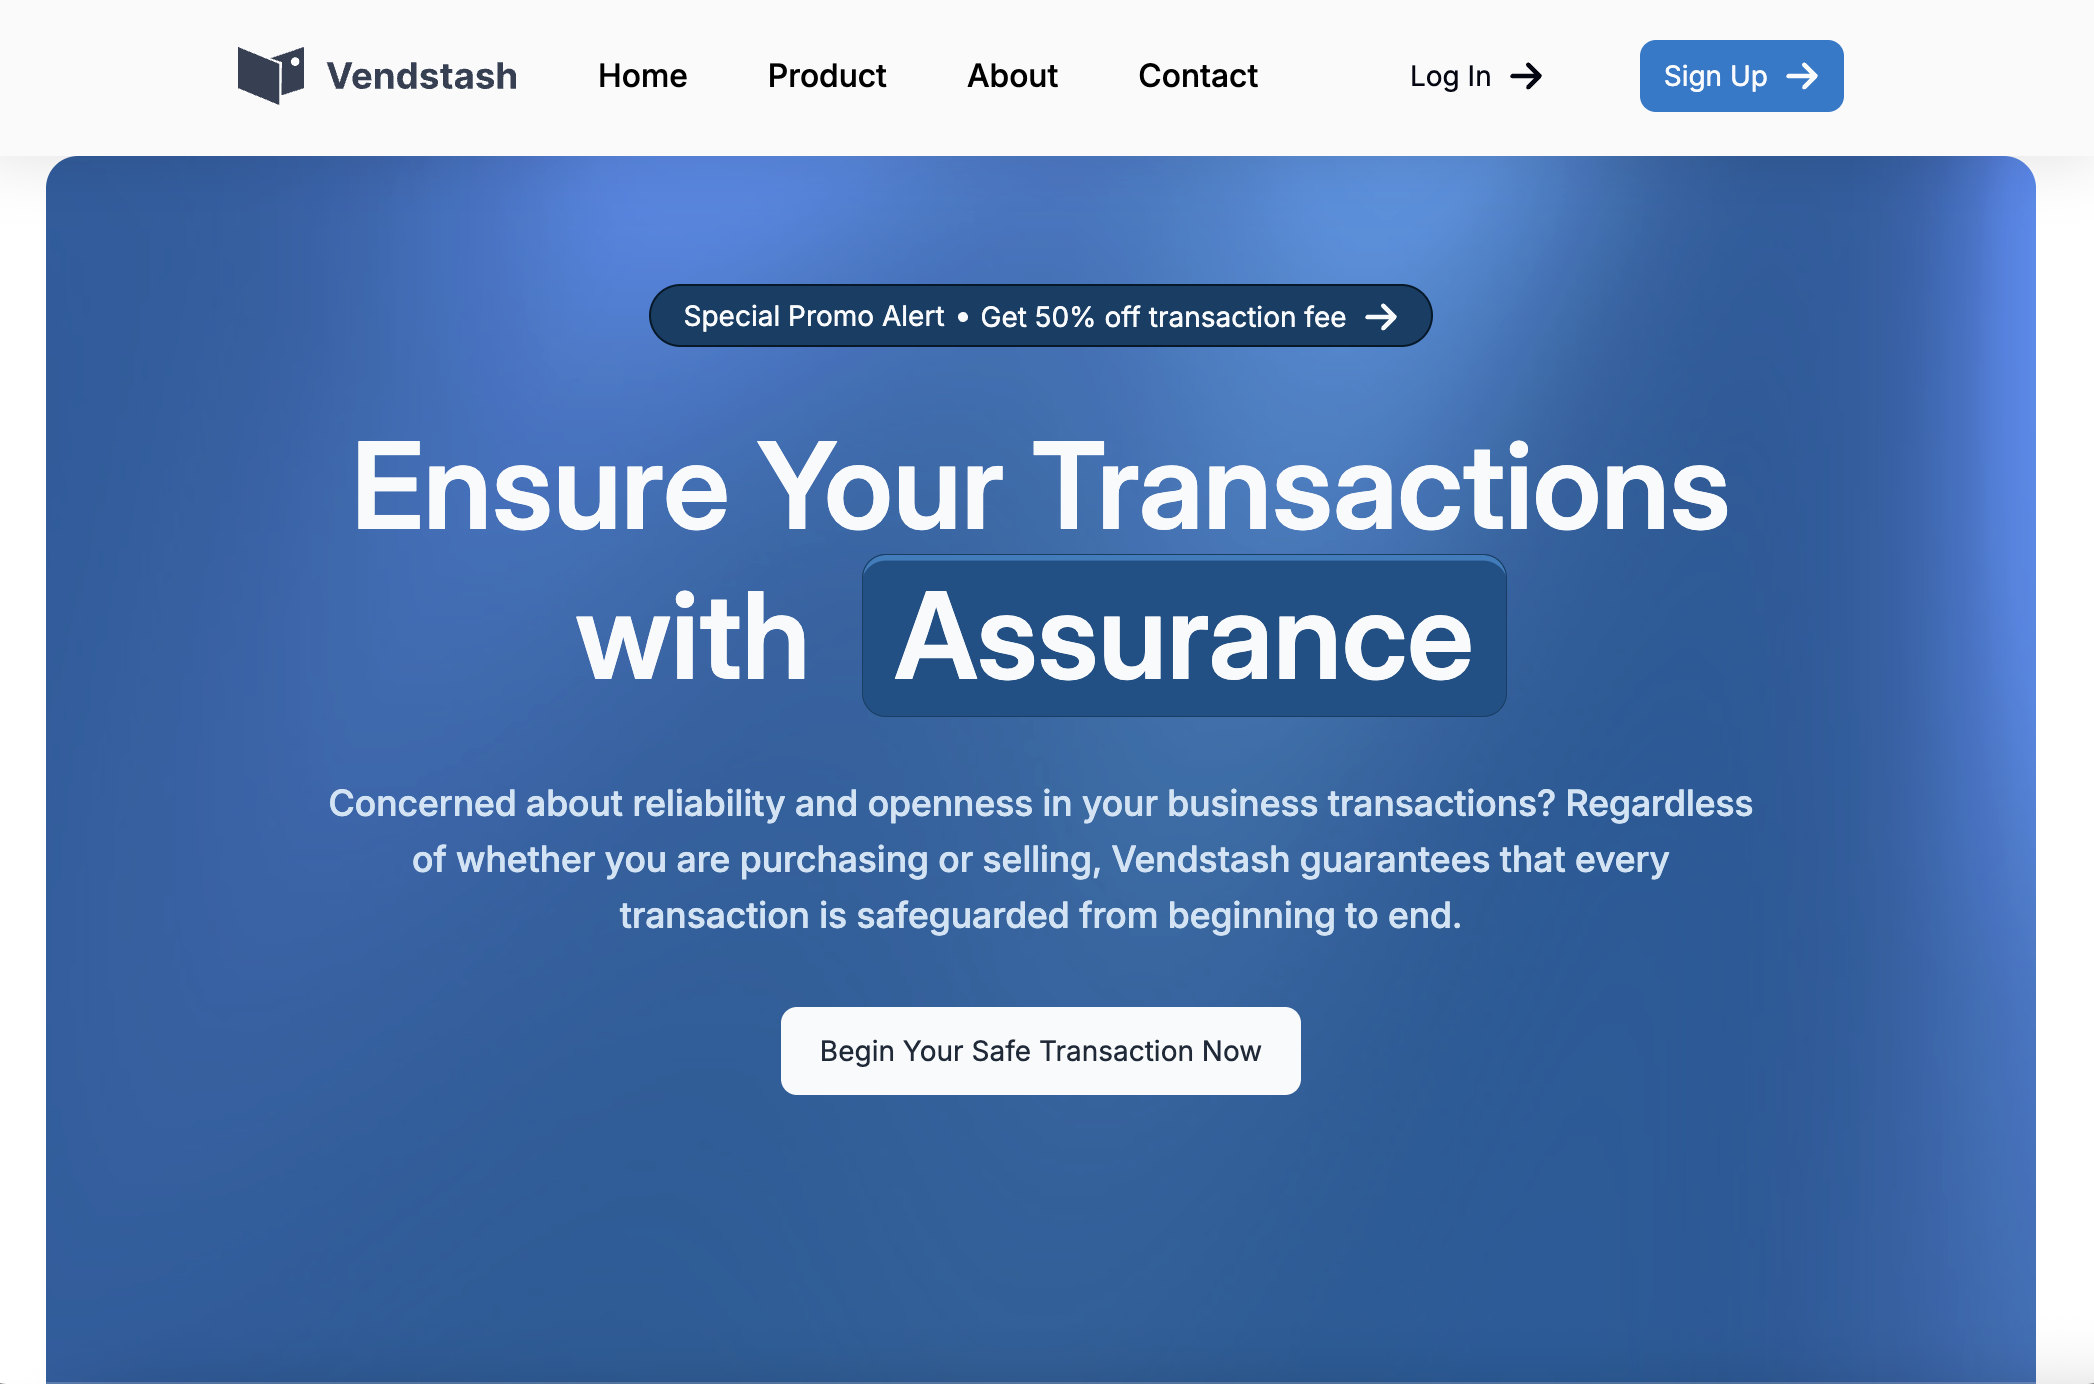 Vendstash
Home
Product
About
Contact
Log In
Sign Up
Special Promo Alert • Get 50% off transaction fee
Ensure Your Transactions
with Assurance
Concerned about reliability and openness in your business transactions? Regardless
of whether you are purchasing or selling, Vendstash guarantees that every
transaction is safeguarded from beginning to end.
Begin Your Safe Transaction Now